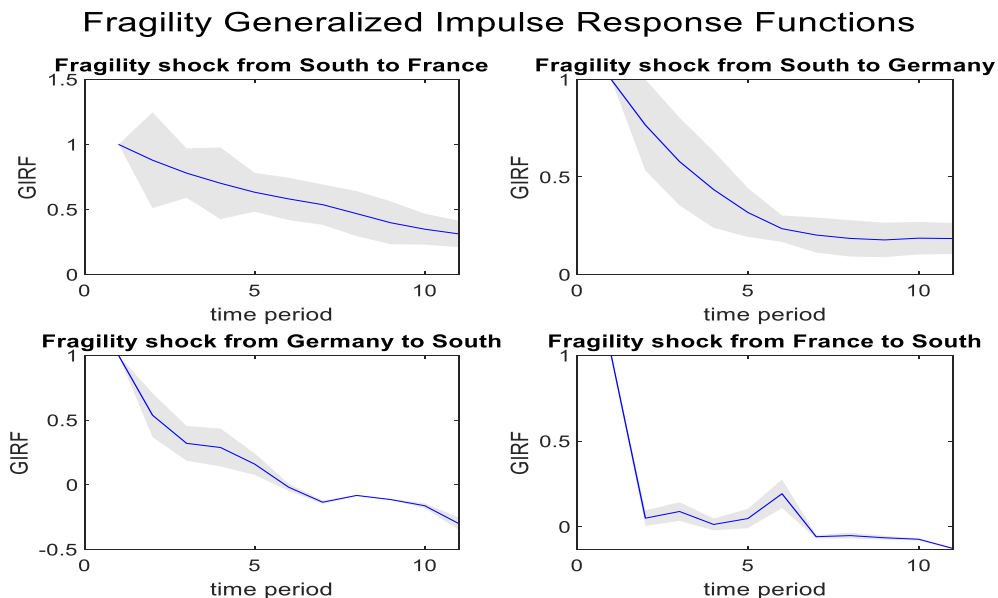 Fragility Generalized Impulse Response Functions
Fragility shock from South to France
1.5
1
0.5
0
GIRF
0 5 10
time period
Fragility shock from South to Germany
1
0.5
0
GIRF
0 5 10
time period
Fragility shock from Germany to South
1
0.5
0
-0.5
GIRF
0 5 10
time period
Fragility shock from France to South
1
0.5
0
GIRF
0 5 10
time period